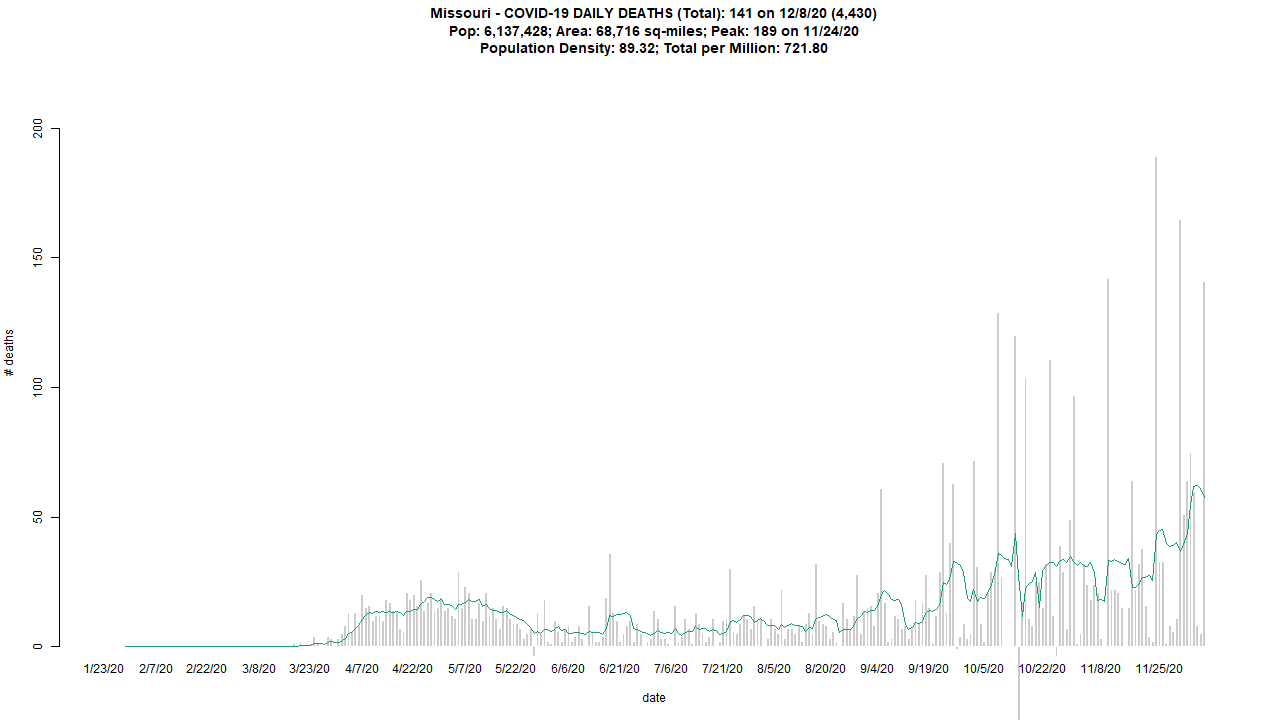 Missouri - COVID-19 DAILY DEATHS (Total): 141 on 12/8/20 (4,430)
Pop: 6,137,428; Area: 68,716 sq-miles; Peak: 189 on 11/24/20
Population Density: 89.32; Total per Million: 721.80
200
150
100
50
0
# deaths
1/23/20 2/7/20 2/22/20 3/8/20 3/23/20 4/7/20 4/22/20 5/7/20 5/22/20 6/6/20 6/21/20 7/6/20 7/21/20 8/5/20 8/20/20 9/4/20 9/19/20 10/5/20 10/22/20 11/8/20 11/25/20
date